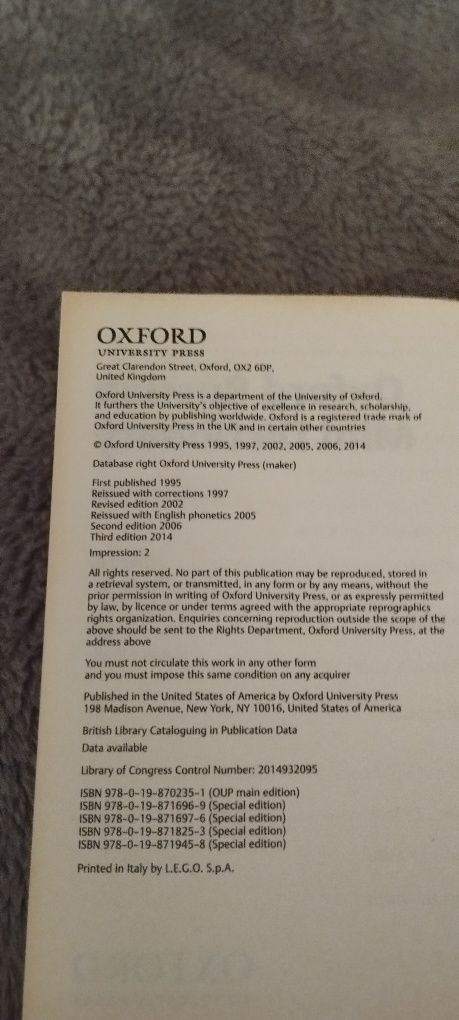 OXFORD
UNIVERSITY PRESS
Great Clarendon Street, Oxford, OX2 6DP,
United Kingdom
Oxford University Press is a department of the University of Oxford.
It furthers the University's objective of excellence in research, scholarship,
and education by publishing worldwide. Oxford is a registered trade mark of
Oxford University Press in the UK and in certain other countries
© Oxford University Press 1995, 1997, 2002, 2005, 2006, 2014
Database right Oxford University Press (maker)
First published 1995
Reissued with corrections 1997
Revised edition 2002
Reissued with English phonetics 2005
Second edition 2006
Third edition 2014
Impression: 2
All rights reserved. No part of this publication may be reproduced, stored in
a retrieval system, or transmitted, in any form or by any means, without the
prior permission in writing of Oxford University Press, or as expressly permitted
by law, by licence or under terms agreed with the appropriate reprographics
rights organization. Enquiries concerning reproduction outside the scope of the
above should be sent to the Rights Department, Oxford University Press, at the
address above
You must not circulate this work in any other form
and you must impose this same condition on any acquirer
Published in the United States of America by Oxford University Press
198 Madison Avenue, New York, NY 10016, United States of America
British Library Cataloguing in Publication Data
Data available
Library of Congress Control Number: 2014932095
ISBN 978-0-19-870235-1 (OUP main edition)
ISBN 978-0-19-871696-9 (Special edition)
ISBN 978-0-19-871697-6 (Special edition)
ISBN 978-0-19-871825-3 (Special edition)
ISBN 978-0-19-871945-8 (Special edition)
Printed in Italy by L.E.G.O. S.p.A.